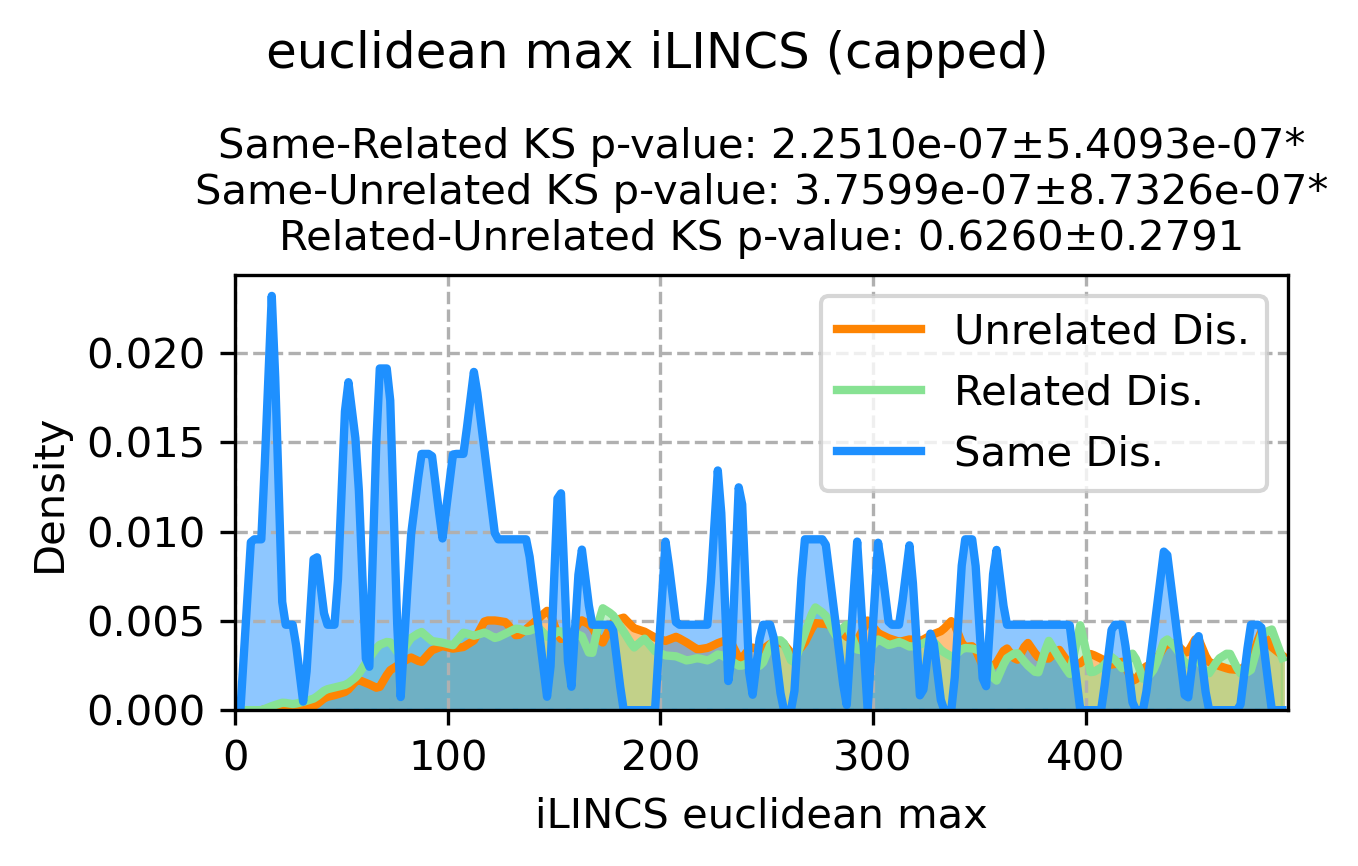 euclidean max iLINCS (capped)
Same-Related KS p-value: 2.2510e-07±5.4093e-07*
Same-Unrelated KS p-value: 3.7599e-07±8.7326e-07*
Related-Unrelated KS p-value: 0.6260±0.2791
Unrelated Dis.
Related Dis.
Same Dis.
Density
0.020
0.015
0.010
0.005
0.000
0 100 200 300 400
iLINCS euclidean max